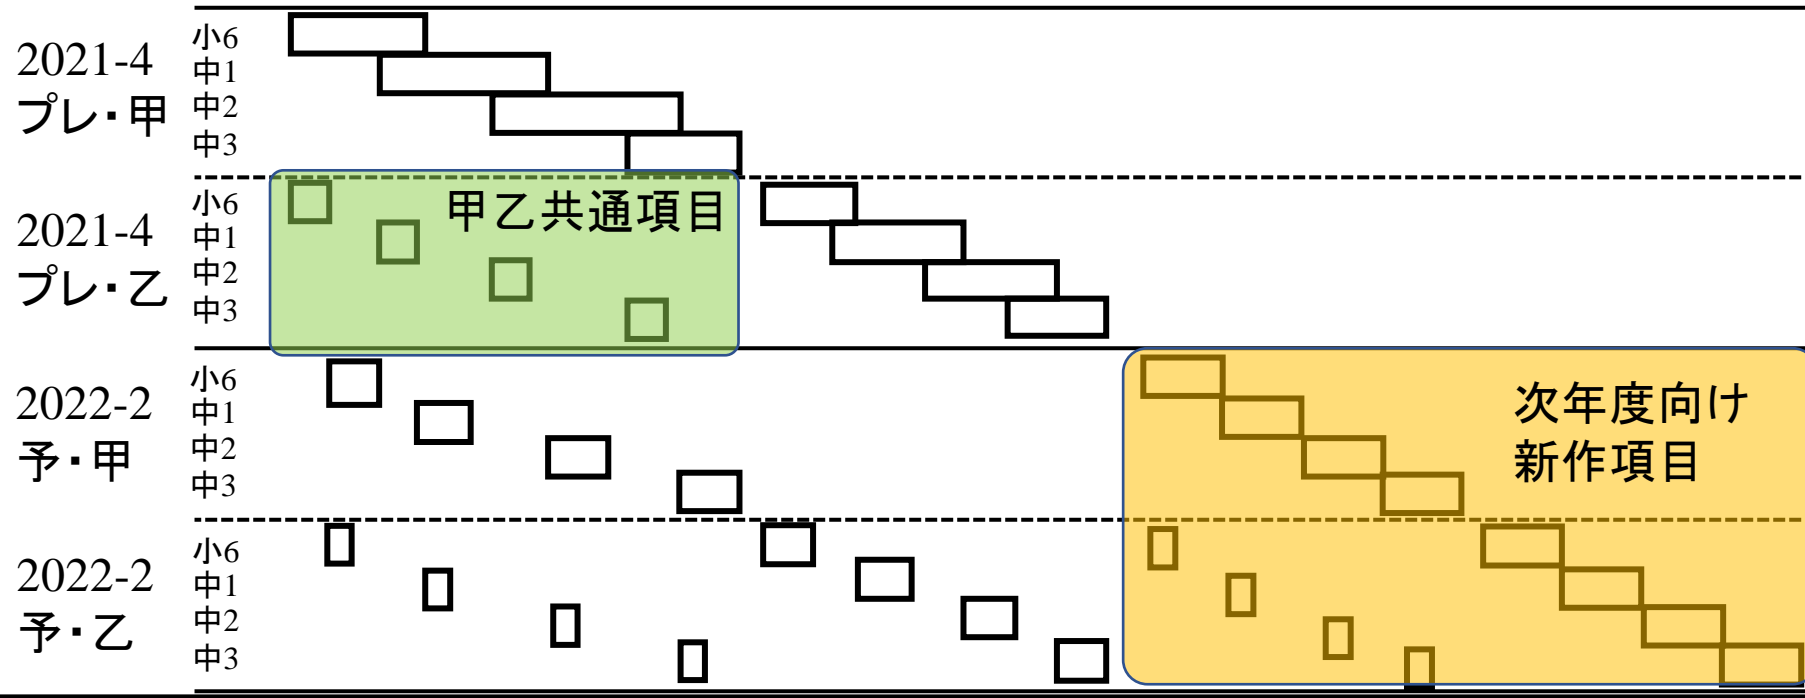 2021-4
プレ・甲
小6
中1
中2
中3
2021-4
プレ・乙
小6
中1
中2
中3
甲乙共通項目
2022-2
予・甲
小6
中1
中2
中3
次年度向け
新作項目
2022-2
予・乙
小6
中1
中2
中3